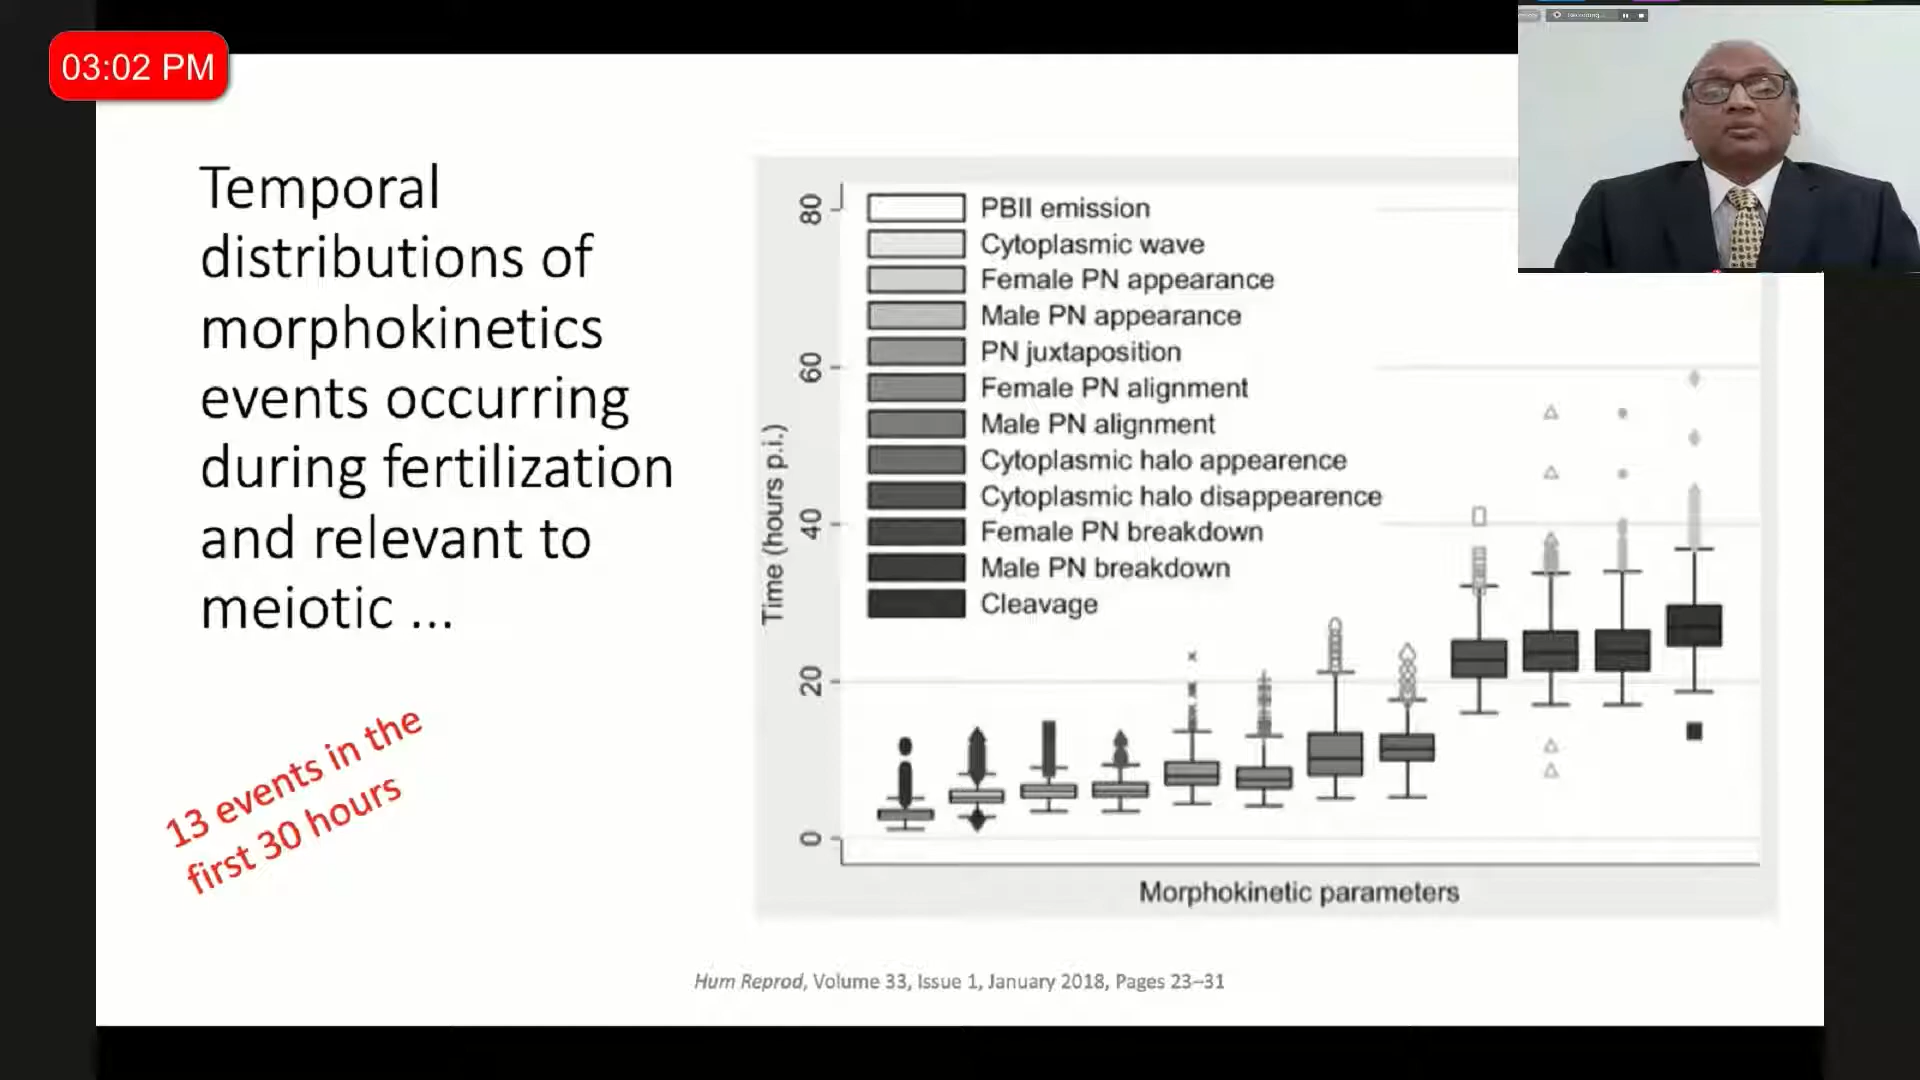 03:02 PM
Temporal
distributions of
morphokinetics
events occurring
during fertilization
and relevant to
meiotic ...
13 events in the
first 30 hours
80
60
40
20
0
Time (hours p.i.)
PBII emission
Cytoplasmic wave
Female PN appearance
Male PN appearance
PN juxtaposition
Female PN alignment
Male PN alignment
Cytoplasmic halo appearence
Cytoplasmic halo disappearence
Female PN breakdown
Male PN breakdown
Cleavage
Morphokinetic parameters
Hum Reprod, Volume 33, Issue 1, January 2018, Pages 23–31